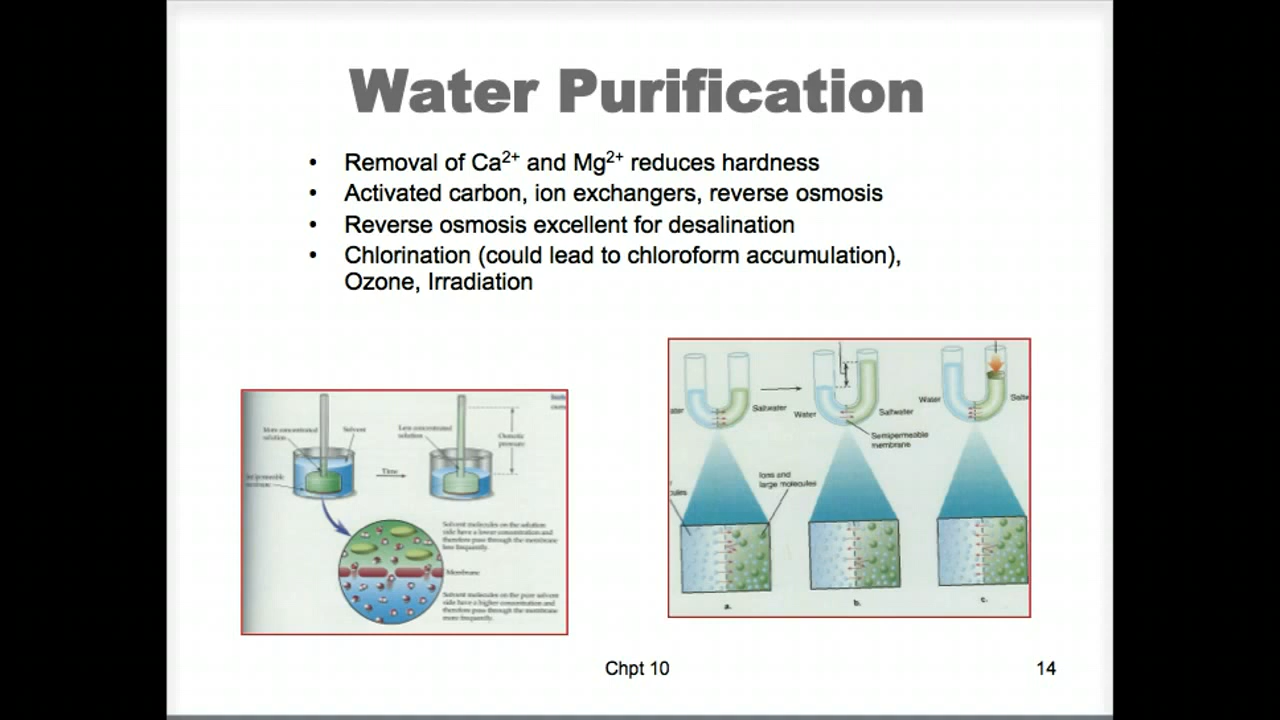 Water Purification
• Removal of Ca2+ and Mg2+ reduces hardness
• Activated carbon, ion exchangers, reverse osmosis
• Reverse osmosis excellent for desalination
• Chlorination (could lead to chloroform accumulation),
Ozone, Irradiation
More concentrated
solution
Solvent
Less concentrated
solution
Osmotic
pressure
Time
Solvent molecules on the solution
side have a lower concentration and
therefore pass through the membrane
less frequently.
Membrane
Solvent molecules on the pure solvent
side have a higher concentration and
therefore pass through the membrane
more frequently.
ater
Saltwater
Water
Saltwater
Semipermeable
membrane
Water
Saltw
cules
Ions and
large molecules
a.
b.
c.
Chpt 10
14